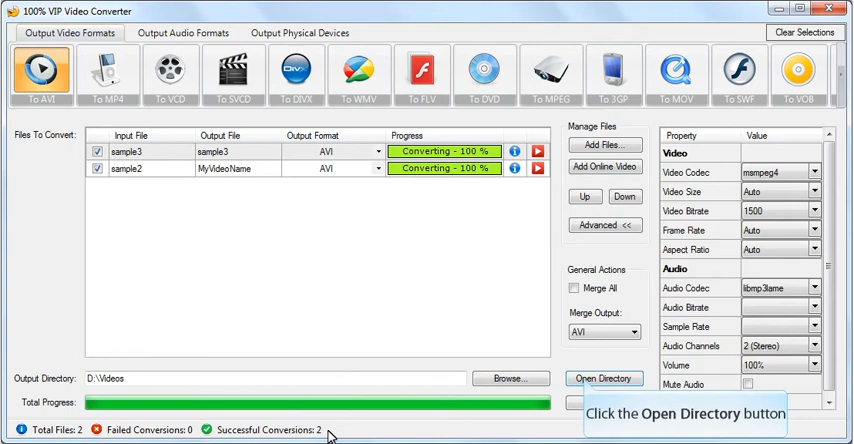 100% VIP Video Converter
Output Video Formats Output Audio Formats Output Physical Devices Clear Selections
To AVI To MP4 To VCD To SVCD To DIVX To WMV To FLV To DVD To MPEG To 3GP To MOV To SWF To VOB
Files To Convert:
Input File Output File Output Format Progress
sample3 sample3 AVI Converting - 100 %
sample2 MyVideoName AVI Converting - 100 %
Manage Files
Add Files...
Add Online Video
Up Down
Advanced <<
General Actions
Merge All
Merge Output:
AVI
Property Value
Video
Video Codec msmpeg4
Video Size Auto
Video Bitrate 1500
Frame Rate Auto
Aspect Ratio Auto
Audio
Audio Codec libmp3lame
Audio Bitrate
Sample Rate
Audio Channels 2 (Stereo)
Volume 100%
Mute Audio
Output Directory: D:\Videos Browse... Open Directory
Total Progress:
Click the Open Directory button
Total Files: 2 Failed Conversions: 0 Successful Conversions: 2